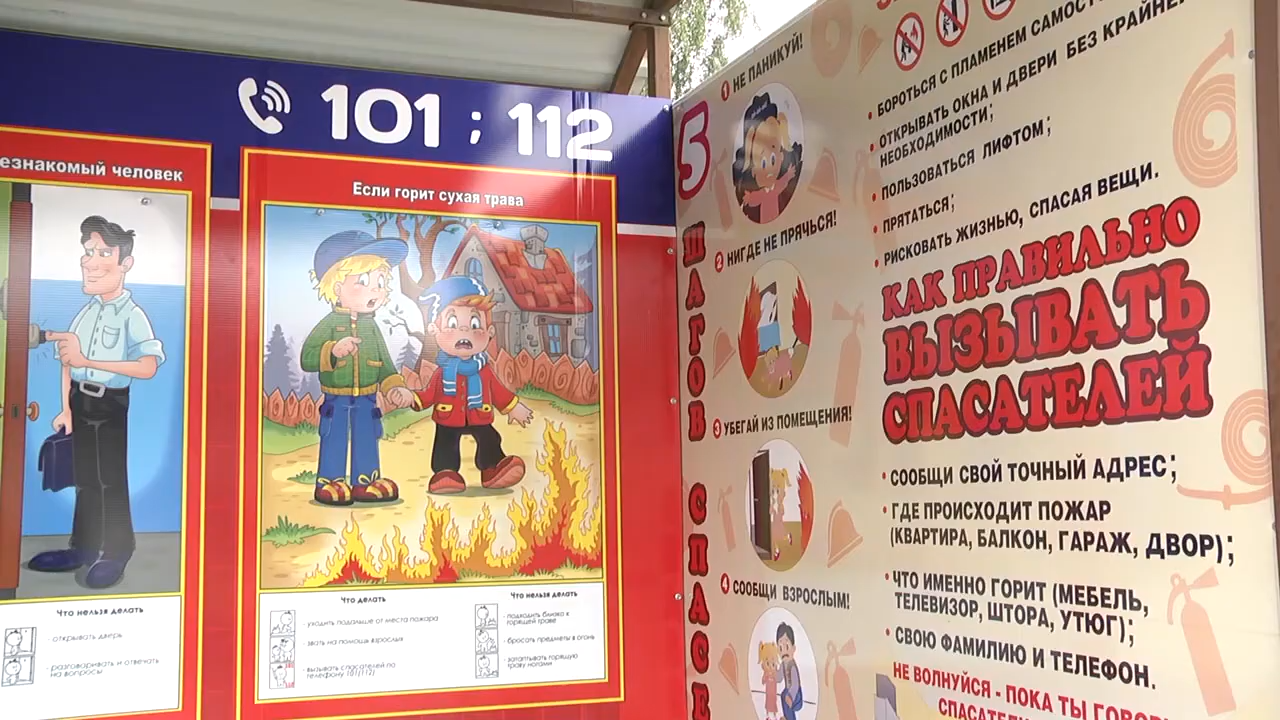 101 ; 112
незнакомый человек
Что нельзя делать
- открывать дверь
- разговаривать и отвечать
на вопросы
Если горит сухая трава
Что делать
- уходить подальше от места пожара
- звать на помощь взрослых
- вызывать спасателей по
телефону 101(112)
Что нельзя делать
- подходить близко к
горящей траве
- бросать предметы в огонь
- затаптывать горящую
траву ногами
5
ШАГОВ
1 НЕ ПАНИКУЙ!
2 НИГДЕ НЕ ПРЯЧЬСЯ!
3 УБЕГАЙ ИЗ ПОМЕЩЕНИЯ!
4 СООБЩИ ВЗРОСЛЫМ!
• БОРОТЬСЯ С ПЛАМЕНЕМ
• ОТКРЫВАТЬ ОКНА И ДВЕРИ БЕЗ КРАЙНЕЙ
НЕОБХОДИМОСТИ;
• ПОЛЬЗОВАТЬСЯ ЛИФТОМ;
• ПРЯТАТЬСЯ;
• РИСКОВАТЬ ЖИЗНЬЮ, СПАСАЯ ВЕЩИ.
КАК ПРАВИЛЬНО
ВЫЗЫВАТЬ
СПАСАТЕЛЕЙ
• СООБЩИ СВОЙ ТОЧНЫЙ АДРЕС;
• ГДЕ ПРОИСХОДИТ ПОЖАР
(КВАРТИРА, БАЛКОН, ГАРАЖ, ДВОР);
• ЧТО ИМЕННО ГОРИТ (МЕБЕЛЬ,
ТЕЛЕВИЗОР, ШТОРА, УТЮГ);
• СВОЮ ФАМИЛИЮ И ТЕЛЕФОН.
НЕ ВОЛНУЙСЯ - ПОКА ТЫ